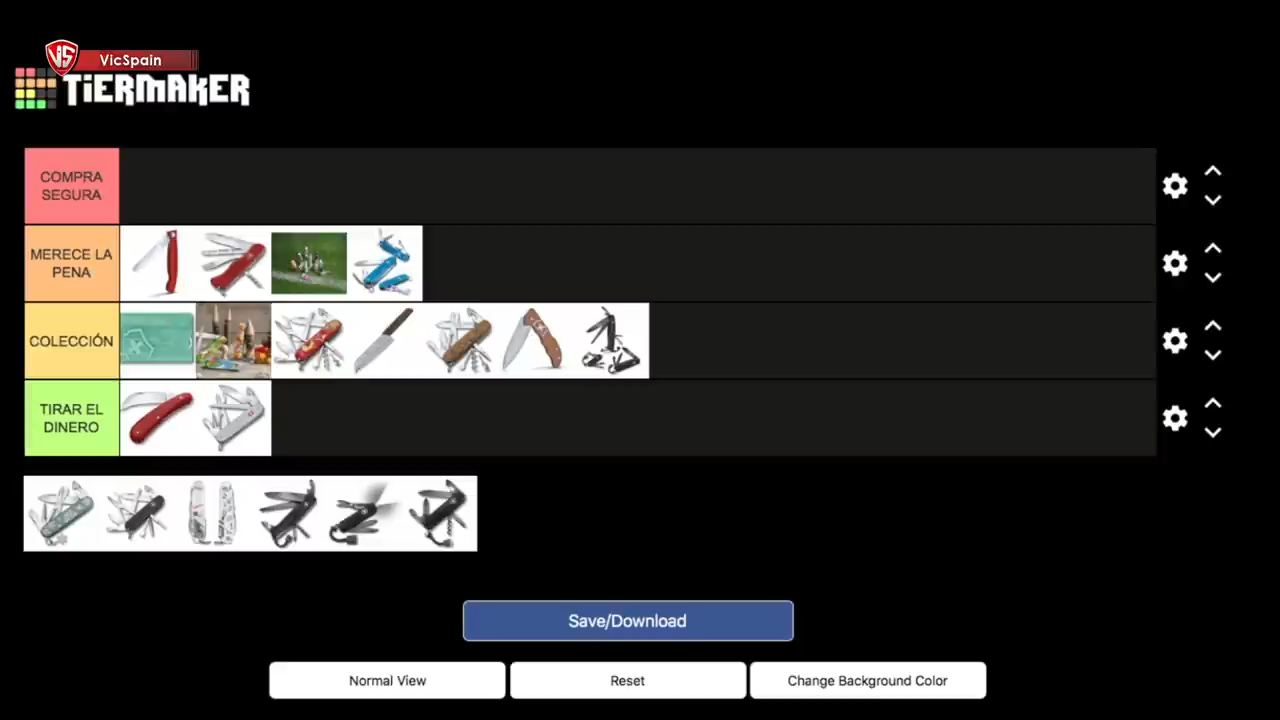 VicSpain
TiERMAKER
COMPRA
SEGURA
MERECE LA
PENA
COLECCIÓN
TIRAR EL
DINERO
Save/Download
Normal View
Reset
Change Background Color